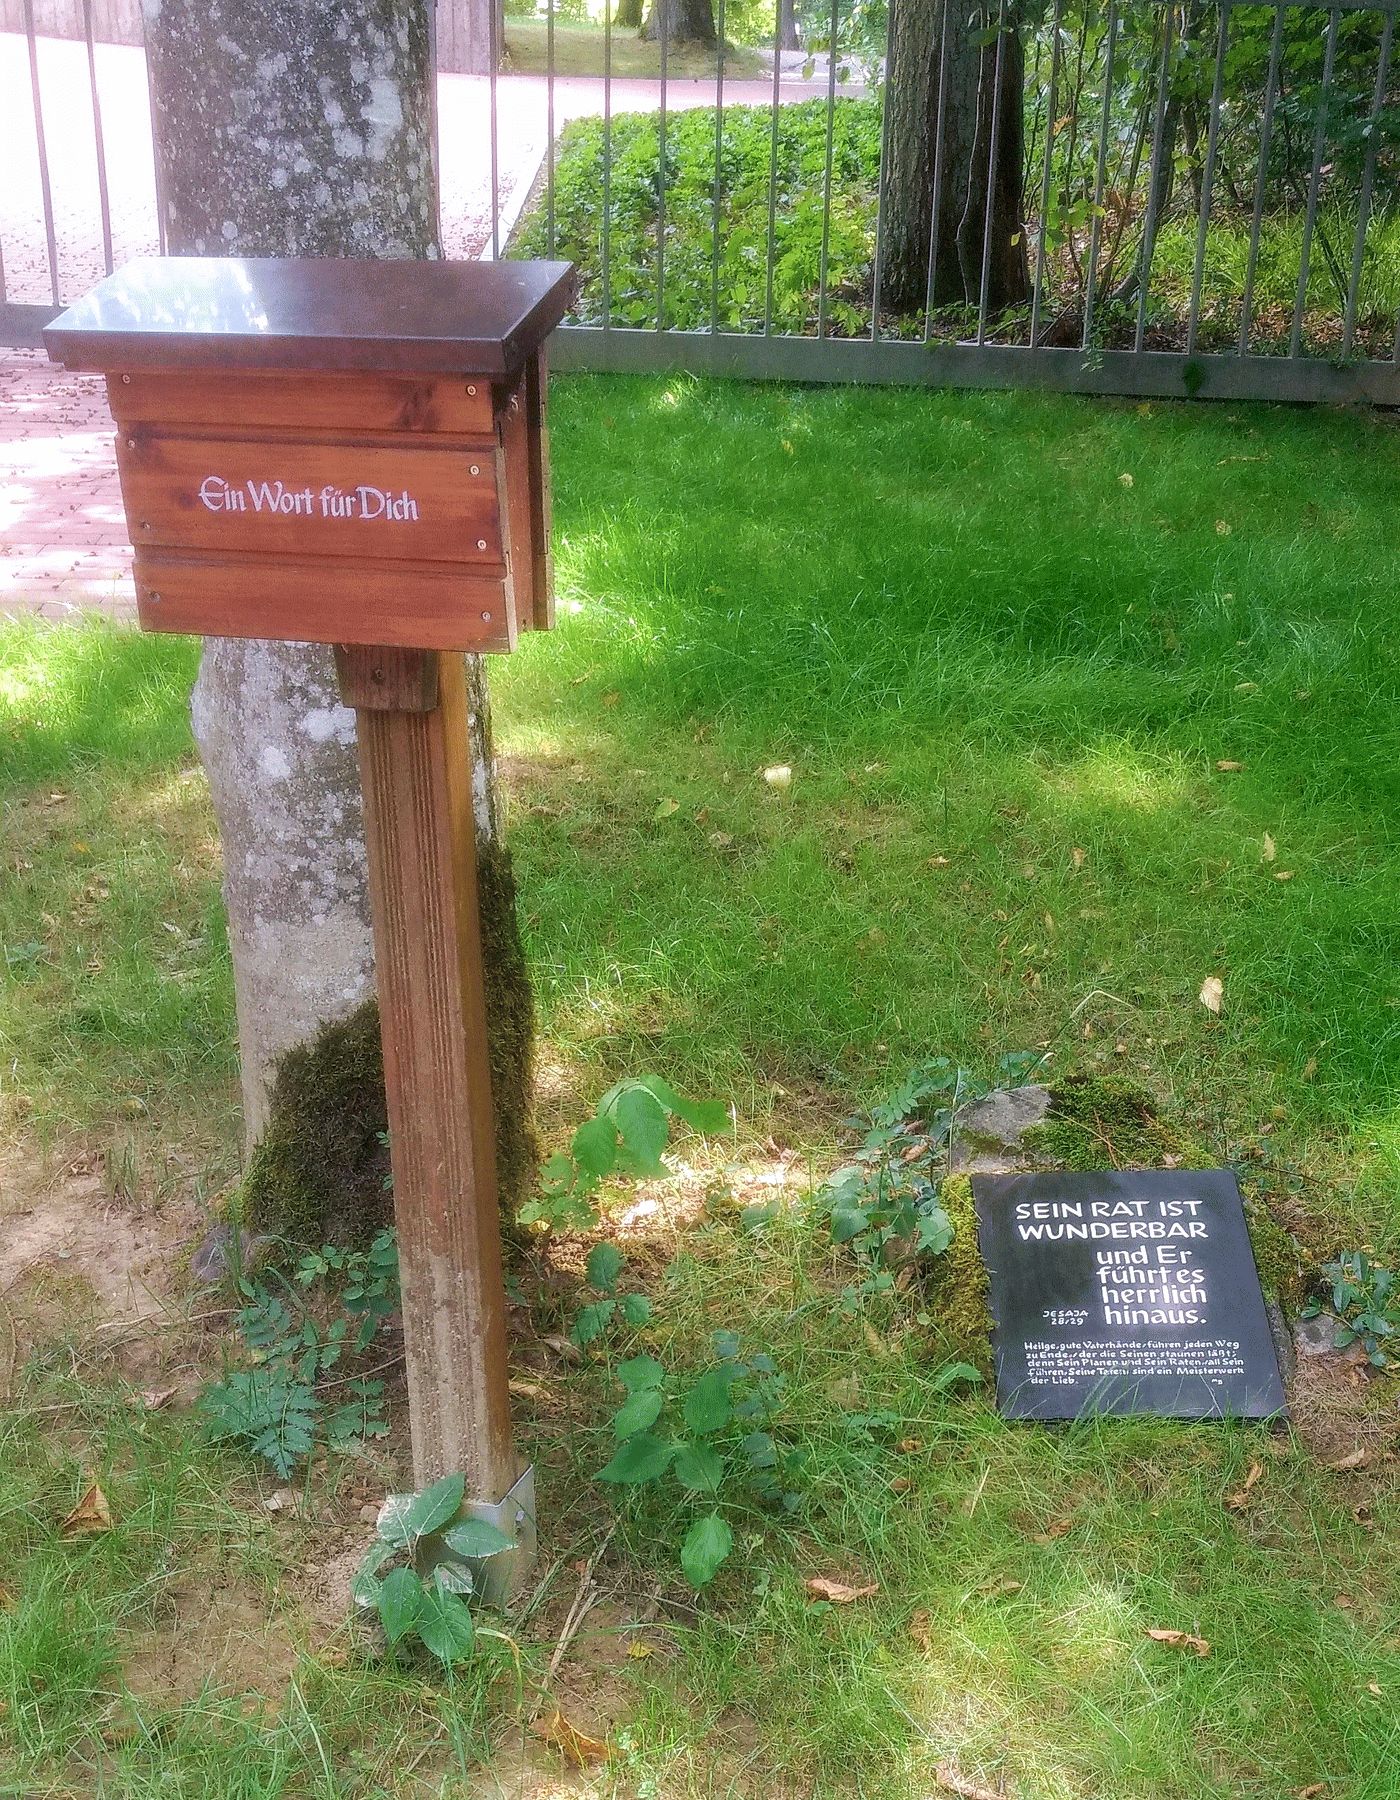 Ein Wort für Dich
SEIN RAT IST
WUNDERBAR
und Er
führt es
herrlich
hinaus.
JESAJA
28/29
Heilge, gute Vaterhände führen jeden Weg
zu Ende, der die Seinen staunen läßt;
denn Sein Planen und Sein Raten, all Sein
Führen, Seine Taten sind ein Meisterwerk
der Lieb.